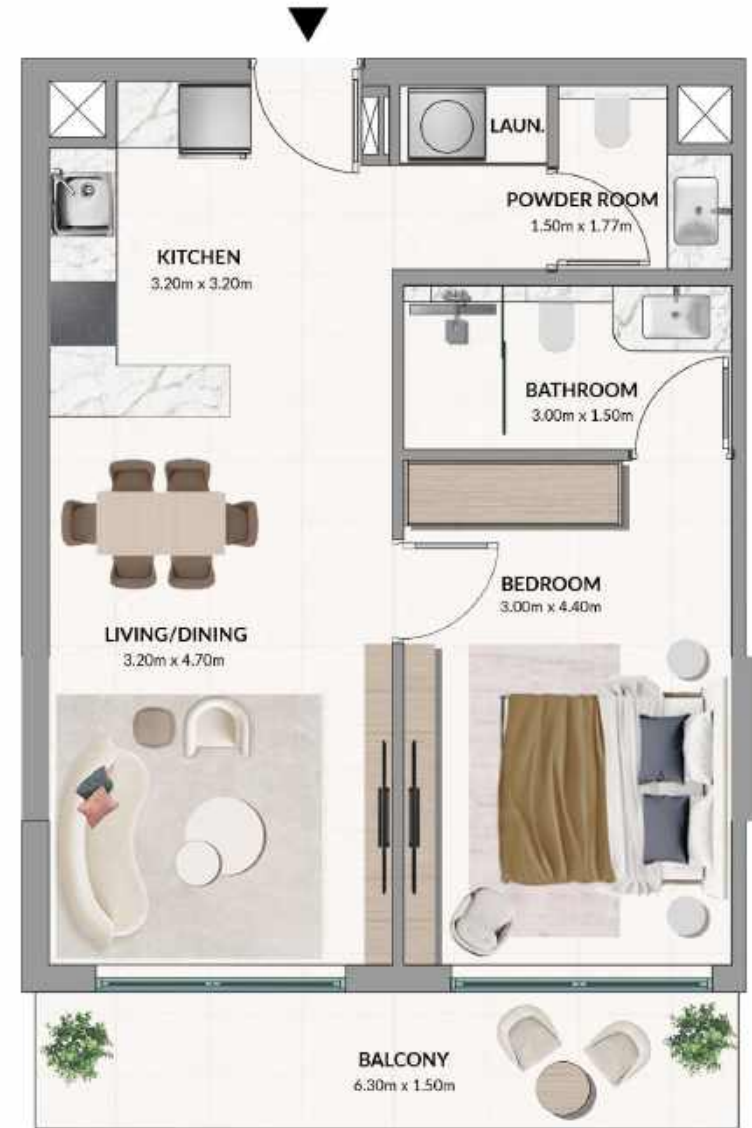 LAUN.
POWDER ROOM
1.50m x 1.77m
KITCHEN
3.20m x 3.20m
BATHROOM
3.00m x 1.50m
BEDROOM
3.00m x 4.40m
LIVING/DINING
3.20m x 4.70m
BALCONY
6.30m x 1.50m